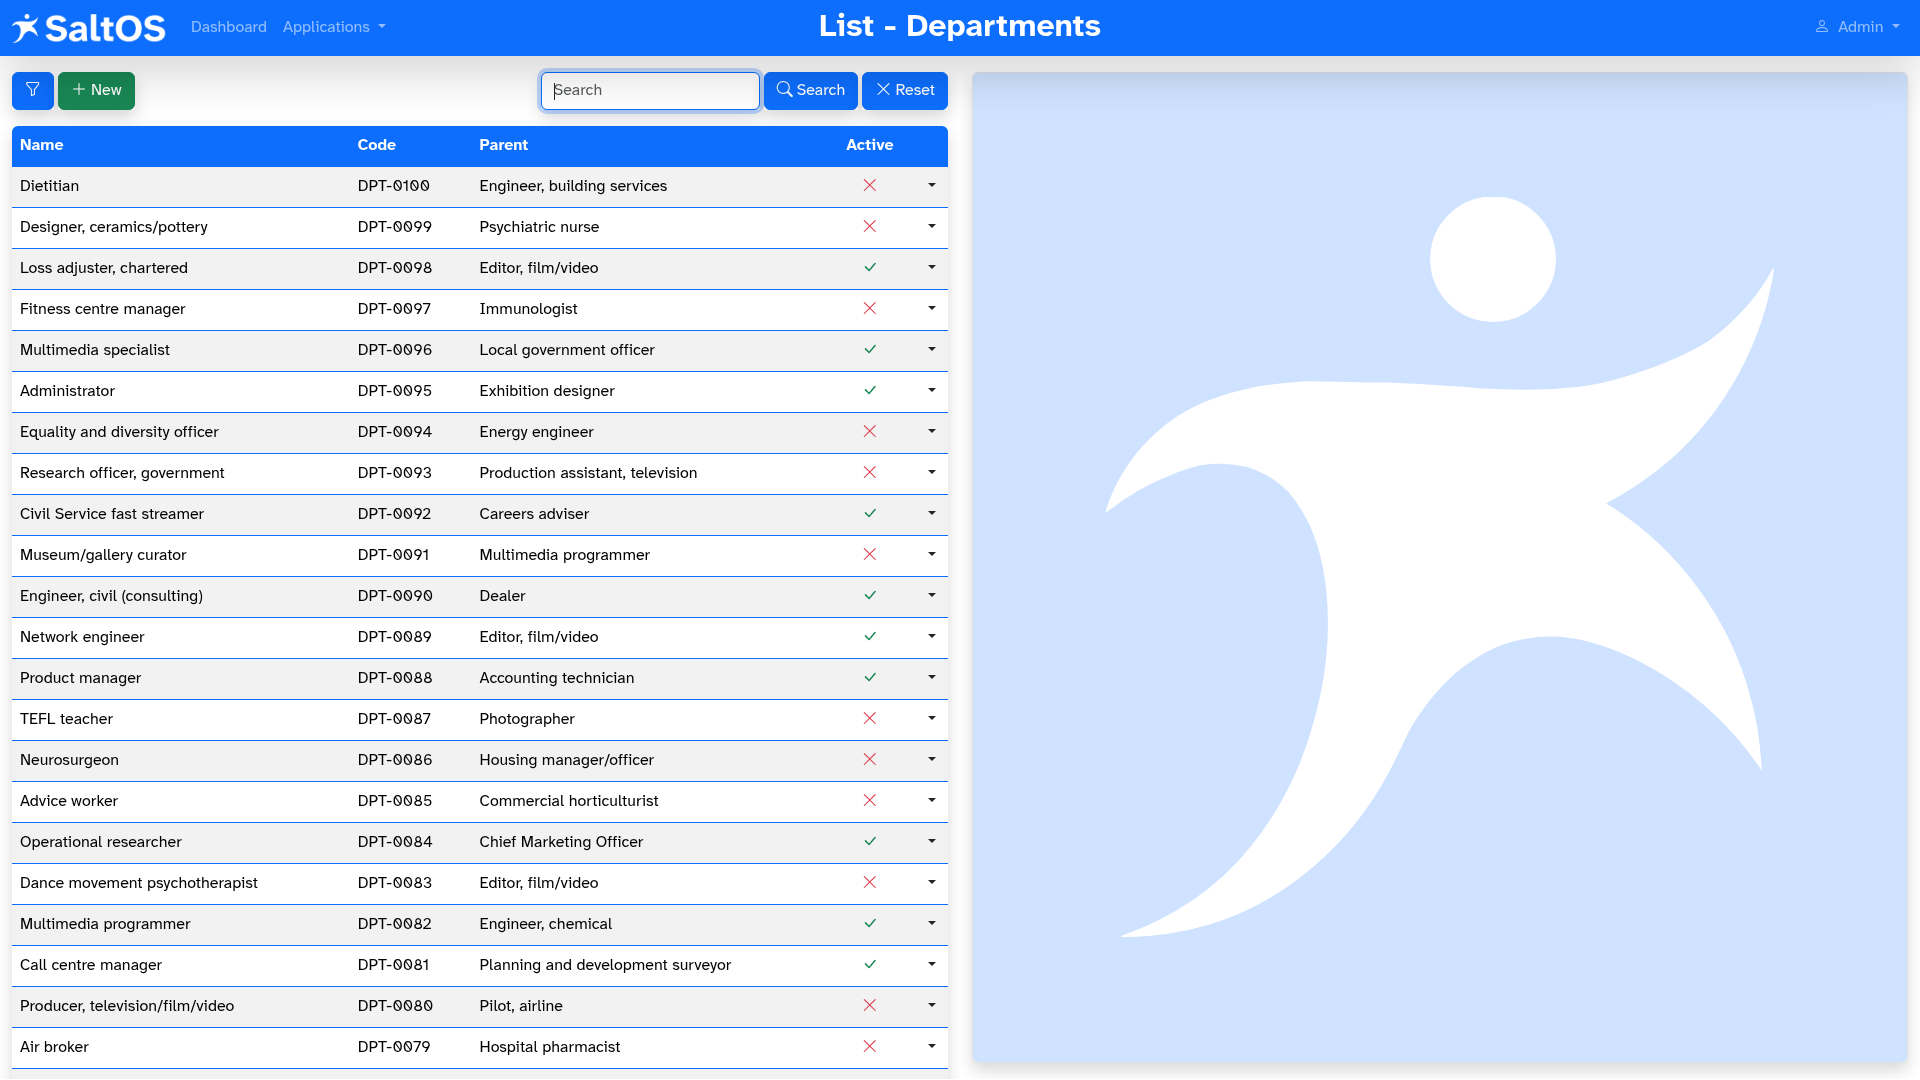 SaltOS Dashboard Applications List - Departments Admin
New Search Search Reset
Name Code Parent Active
Dietitian DPT-0100 Engineer, building services
Designer, ceramics/pottery DPT-0099 Psychiatric nurse
Loss adjuster, chartered DPT-0098 Editor, film/video
Fitness centre manager DPT-0097 Immunologist
Multimedia specialist DPT-0096 Local government officer
Administrator DPT-0095 Exhibition designer
Equality and diversity officer DPT-0094 Energy engineer
Research officer, government DPT-0093 Production assistant, television
Civil Service fast streamer DPT-0092 Careers adviser
Museum/gallery curator DPT-0091 Multimedia programmer
Engineer, civil (consulting) DPT-0090 Dealer
Network engineer DPT-0089 Editor, film/video
Product manager DPT-0088 Accounting technician
TEFL teacher DPT-0087 Photographer
Neurosurgeon DPT-0086 Housing manager/officer
Advice worker DPT-0085 Commercial horticulturist
Operational researcher DPT-0084 Chief Marketing Officer
Dance movement psychotherapist DPT-0083 Editor, film/video
Multimedia programmer DPT-0082 Engineer, chemical
Call centre manager DPT-0081 Planning and development surveyor
Producer, television/film/video DPT-0080 Pilot, airline
Air broker DPT-0079 Hospital pharmacist